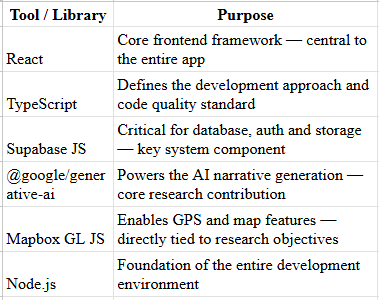 Tool / Library Purpose
React
Core frontend framework — central to
the entire app
TypeScript
Defines the development approach and
code quality standard
Supabase JS
Critical for database, auth and storage
— key system component
@google/gener
ative-ai
Powers the AI narrative generation —
core research contribution
Mapbox GL JS
Enables GPS and map features —
directly tied to research objectives
Node.js
Foundation of the entire development
environment